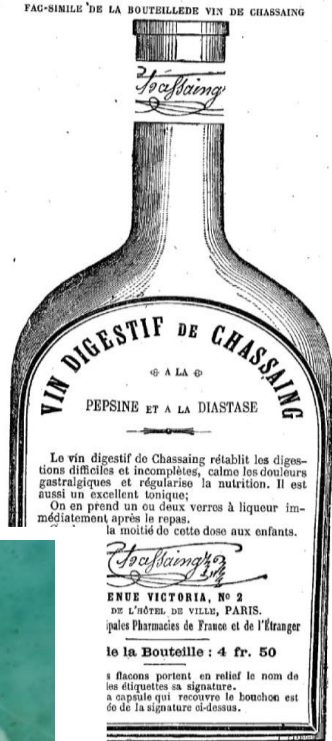 FAC-SIMILE DE LA BOUTEILLEDE VIN DE CHASSAING
Chassaing
VIN DIGESTIF DE CHASSAING
A LA
PEPSINE ET A LA DIASTASE
Le vin digestif de Chassaing rétablit les diges-
tions difficiles et incomplètes, calme les douleurs
gastralgiques et régularise la nutrition. Il est
aussi un excellent tonique;
On en prend un ou deux verres à liqueur im-
médiatement après le repas.
la moitié de cette dose aux enfants.
Chassaing
ENUE VICTORIA, Nº 2
DE L'HÔTEL DE VILLE, PARIS.
ipales Pharmacies de France et de l'Étranger
de la Bouteille : 4 fr. 50
s flacons portent en relief le nom de
les étiquettes sa signature.
a capsule qui recouvre le bouchon est
ée de la signature ci-dessus.